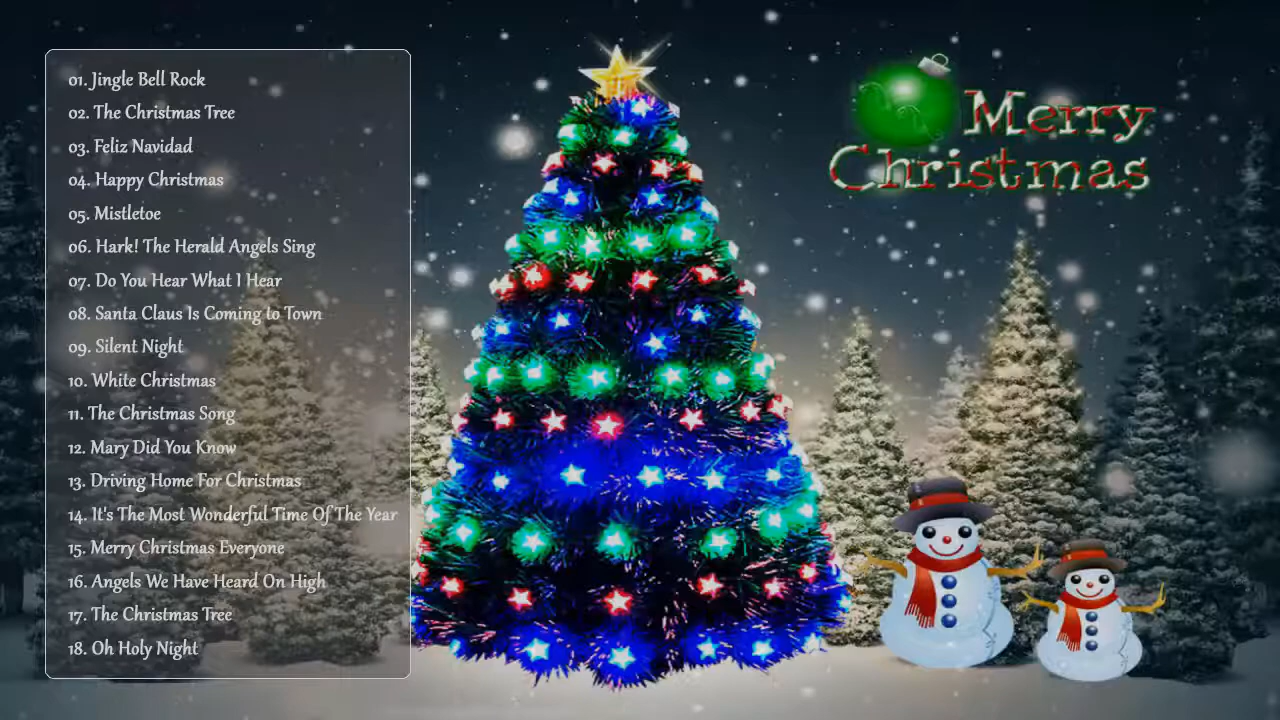 01. Jingle Bell Rock
02. The Christmas Tree
03. Feliz Navidad
04. Happy Christmas
05. Mistletoe
06. Hark! The Herald Angels Sing
07. Do You Hear What I Hear
08. Santa Claus Is Coming to Town
09. Silent Night
10. White Christmas
11. The Christmas Song
12. Mary Did You Know
13. Driving Home For Christmas
14. It's The Most Wonderful Time Of The Year
15. Merry Christmas Everyone
16. Angels We Have Heard On High
17. The Christmas Tree
18. Oh Holy Night
Merry
Christmas